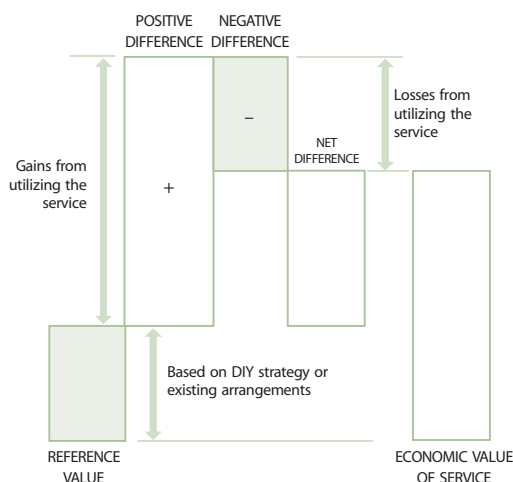 POSITIVE
DIFFERENCE
NEGATIVE
DIFFERENCE
Losses from
utilizing the
service
–
NET
DIFFERENCE
Gains from
utilizing the
service
+
Based on DIY strategy or
existing arrangements
REFERENCE
VALUE
ECONOMIC VALUE
OF SERVICE